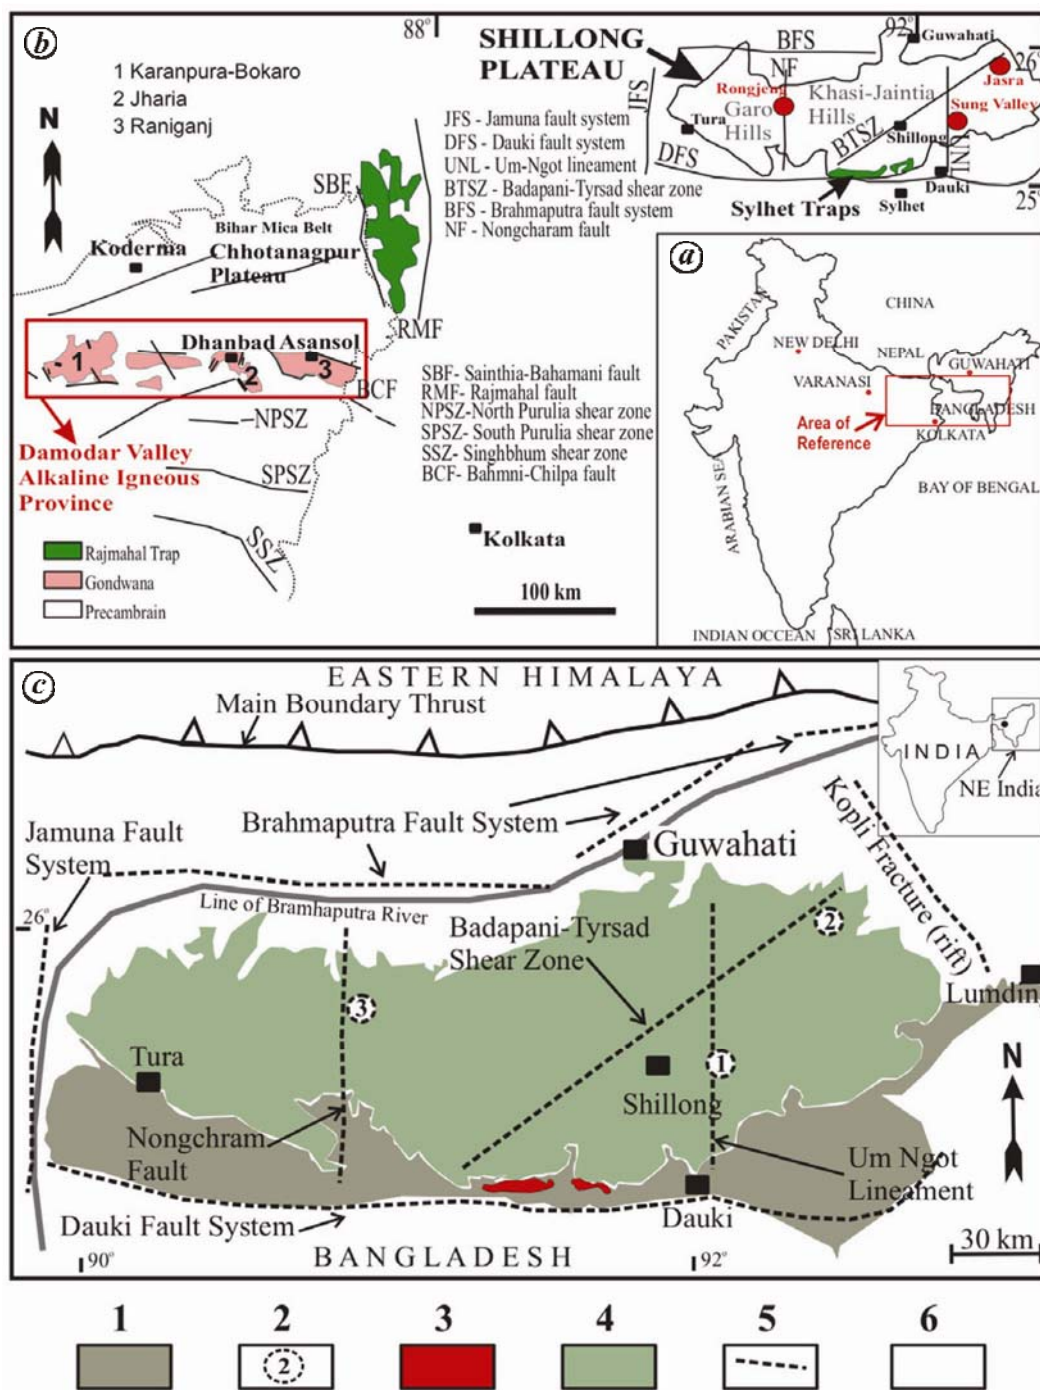 b
1 Karanpura-Bokaro
2 Jharia
3 Raniganj
N
88°
SHILLONG
PLATEAU
BFS
92°
Guwahati
26°
NF
JFS
Rongjeng
Garo
Hills
Khasi-Jaintia
Hills
Jasra
Sung Valley
Tura
BTSZ
Shillong
UNL
DFS
Dauki
Sylhet Traps
Sylhet
25°
JFS - Jamuna fault system
DFS - Dauki fault system
UNL - Um-Ngot lineament
BTSZ - Badapani-Tyrsad shear zone
BFS - Brahmaputra fault system
NF - Nongcharam fault
SBF
Bihar Mica Belt
Koderma
Chhotanagpur
Plateau
RMF
Dhanbad
Asansol
1
2
3
BCF
NPSZ
SPSZ
SSZ
Damodar Valley
Alkaline Igneous
Province
SBF- Sainthia-Bahamani fault
RMF- Rajmahal fault
NPSZ-North Purulia shear zone
SPSZ- South Purulia shear zone
SSZ- Singhbhum shear zone
BCF- Bahmni-Chilpa fault
Kolkata
100 km
Rajmahal Trap
Gondwana
Precambrain
a
PAKISTAN
CHINA
NEW DELHI
NEPAL
GUWAHATI
VARANASI
BANGLADESH
Area of
Reference
KOLKATA
ARABIAN SEA
BAY OF BENGAL
INDIAN OCCEAN
SRI LANKA
c
EASTERN HIMALAYA
Main Boundary Thrust
INDIA
NE India
Jamuna Fault
System
Brahmaputra Fault System
Guwahati
Kopli Fracture (rift)
26°
Line of Bramhaputra River
Badapani-Tyrsad
Shear Zone
2
3
Lumding
Tura
1
Shillong
N
Nongchram
Fault
Um Ngot
Lineament
Dauki Fault System
Dauki
90°
BANGLADESH
92°
30 km
1 2 3 4 5 6
2